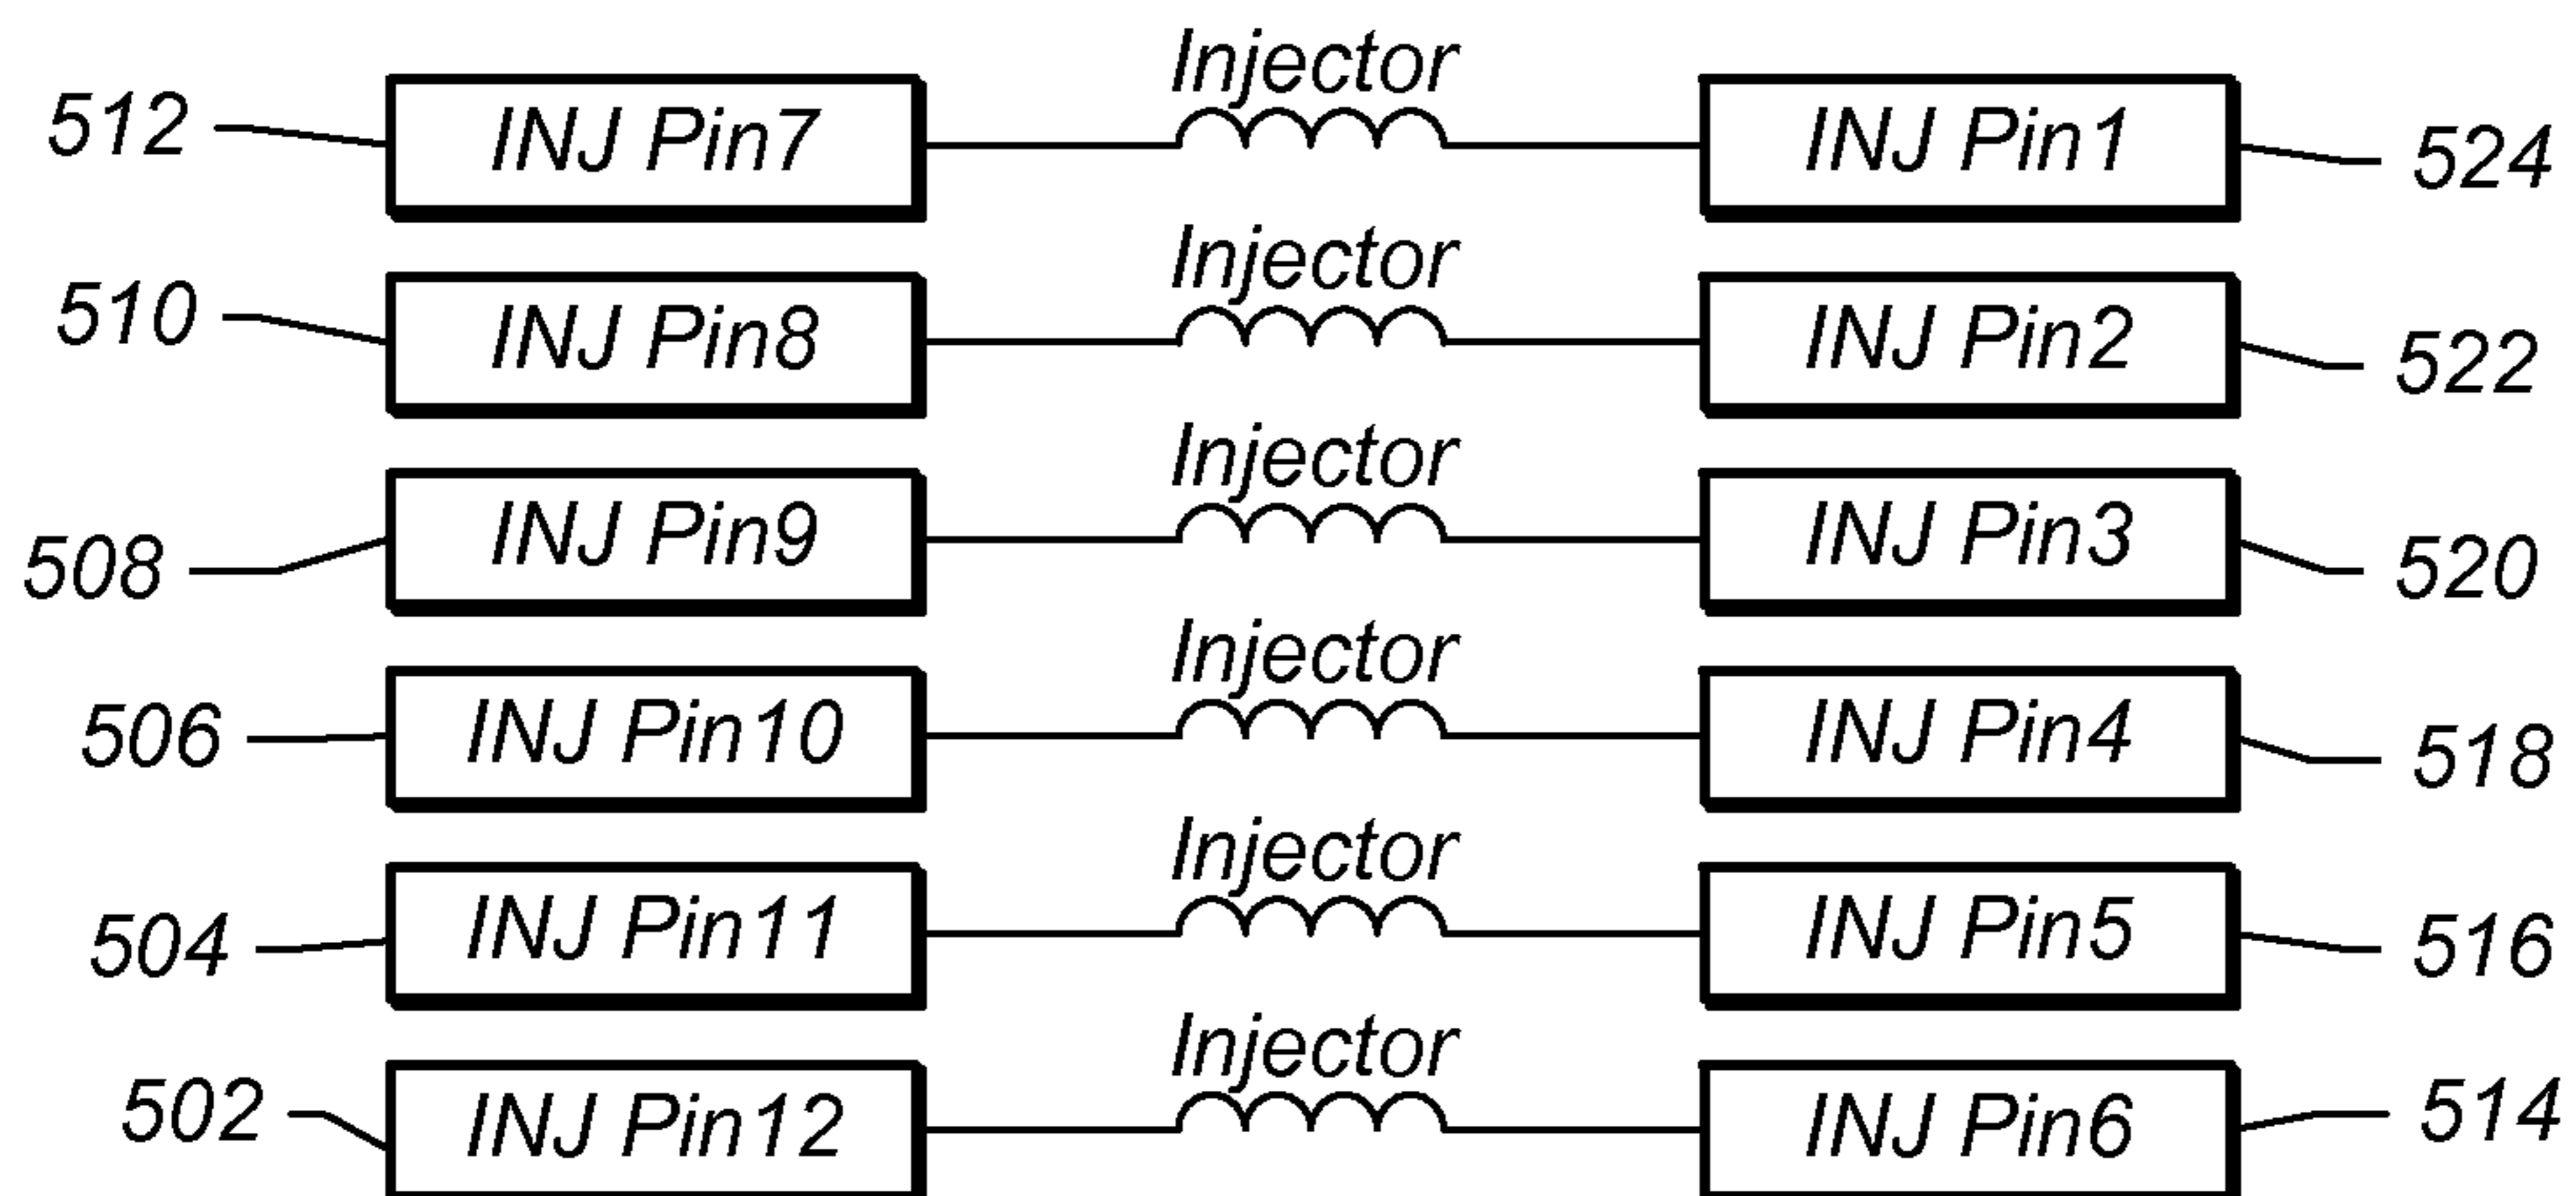 Injector
512 INJ Pin7 INJ Pin1 524
Injector
510 INJ Pin8 INJ Pin2 522
Injector
508 INJ Pin9 INJ Pin3 520
Injector
506 INJ Pin10 INJ Pin4 518
Injector
504 INJ Pin11 INJ Pin5 516
Injector
502 INJ Pin12 INJ Pin6 514